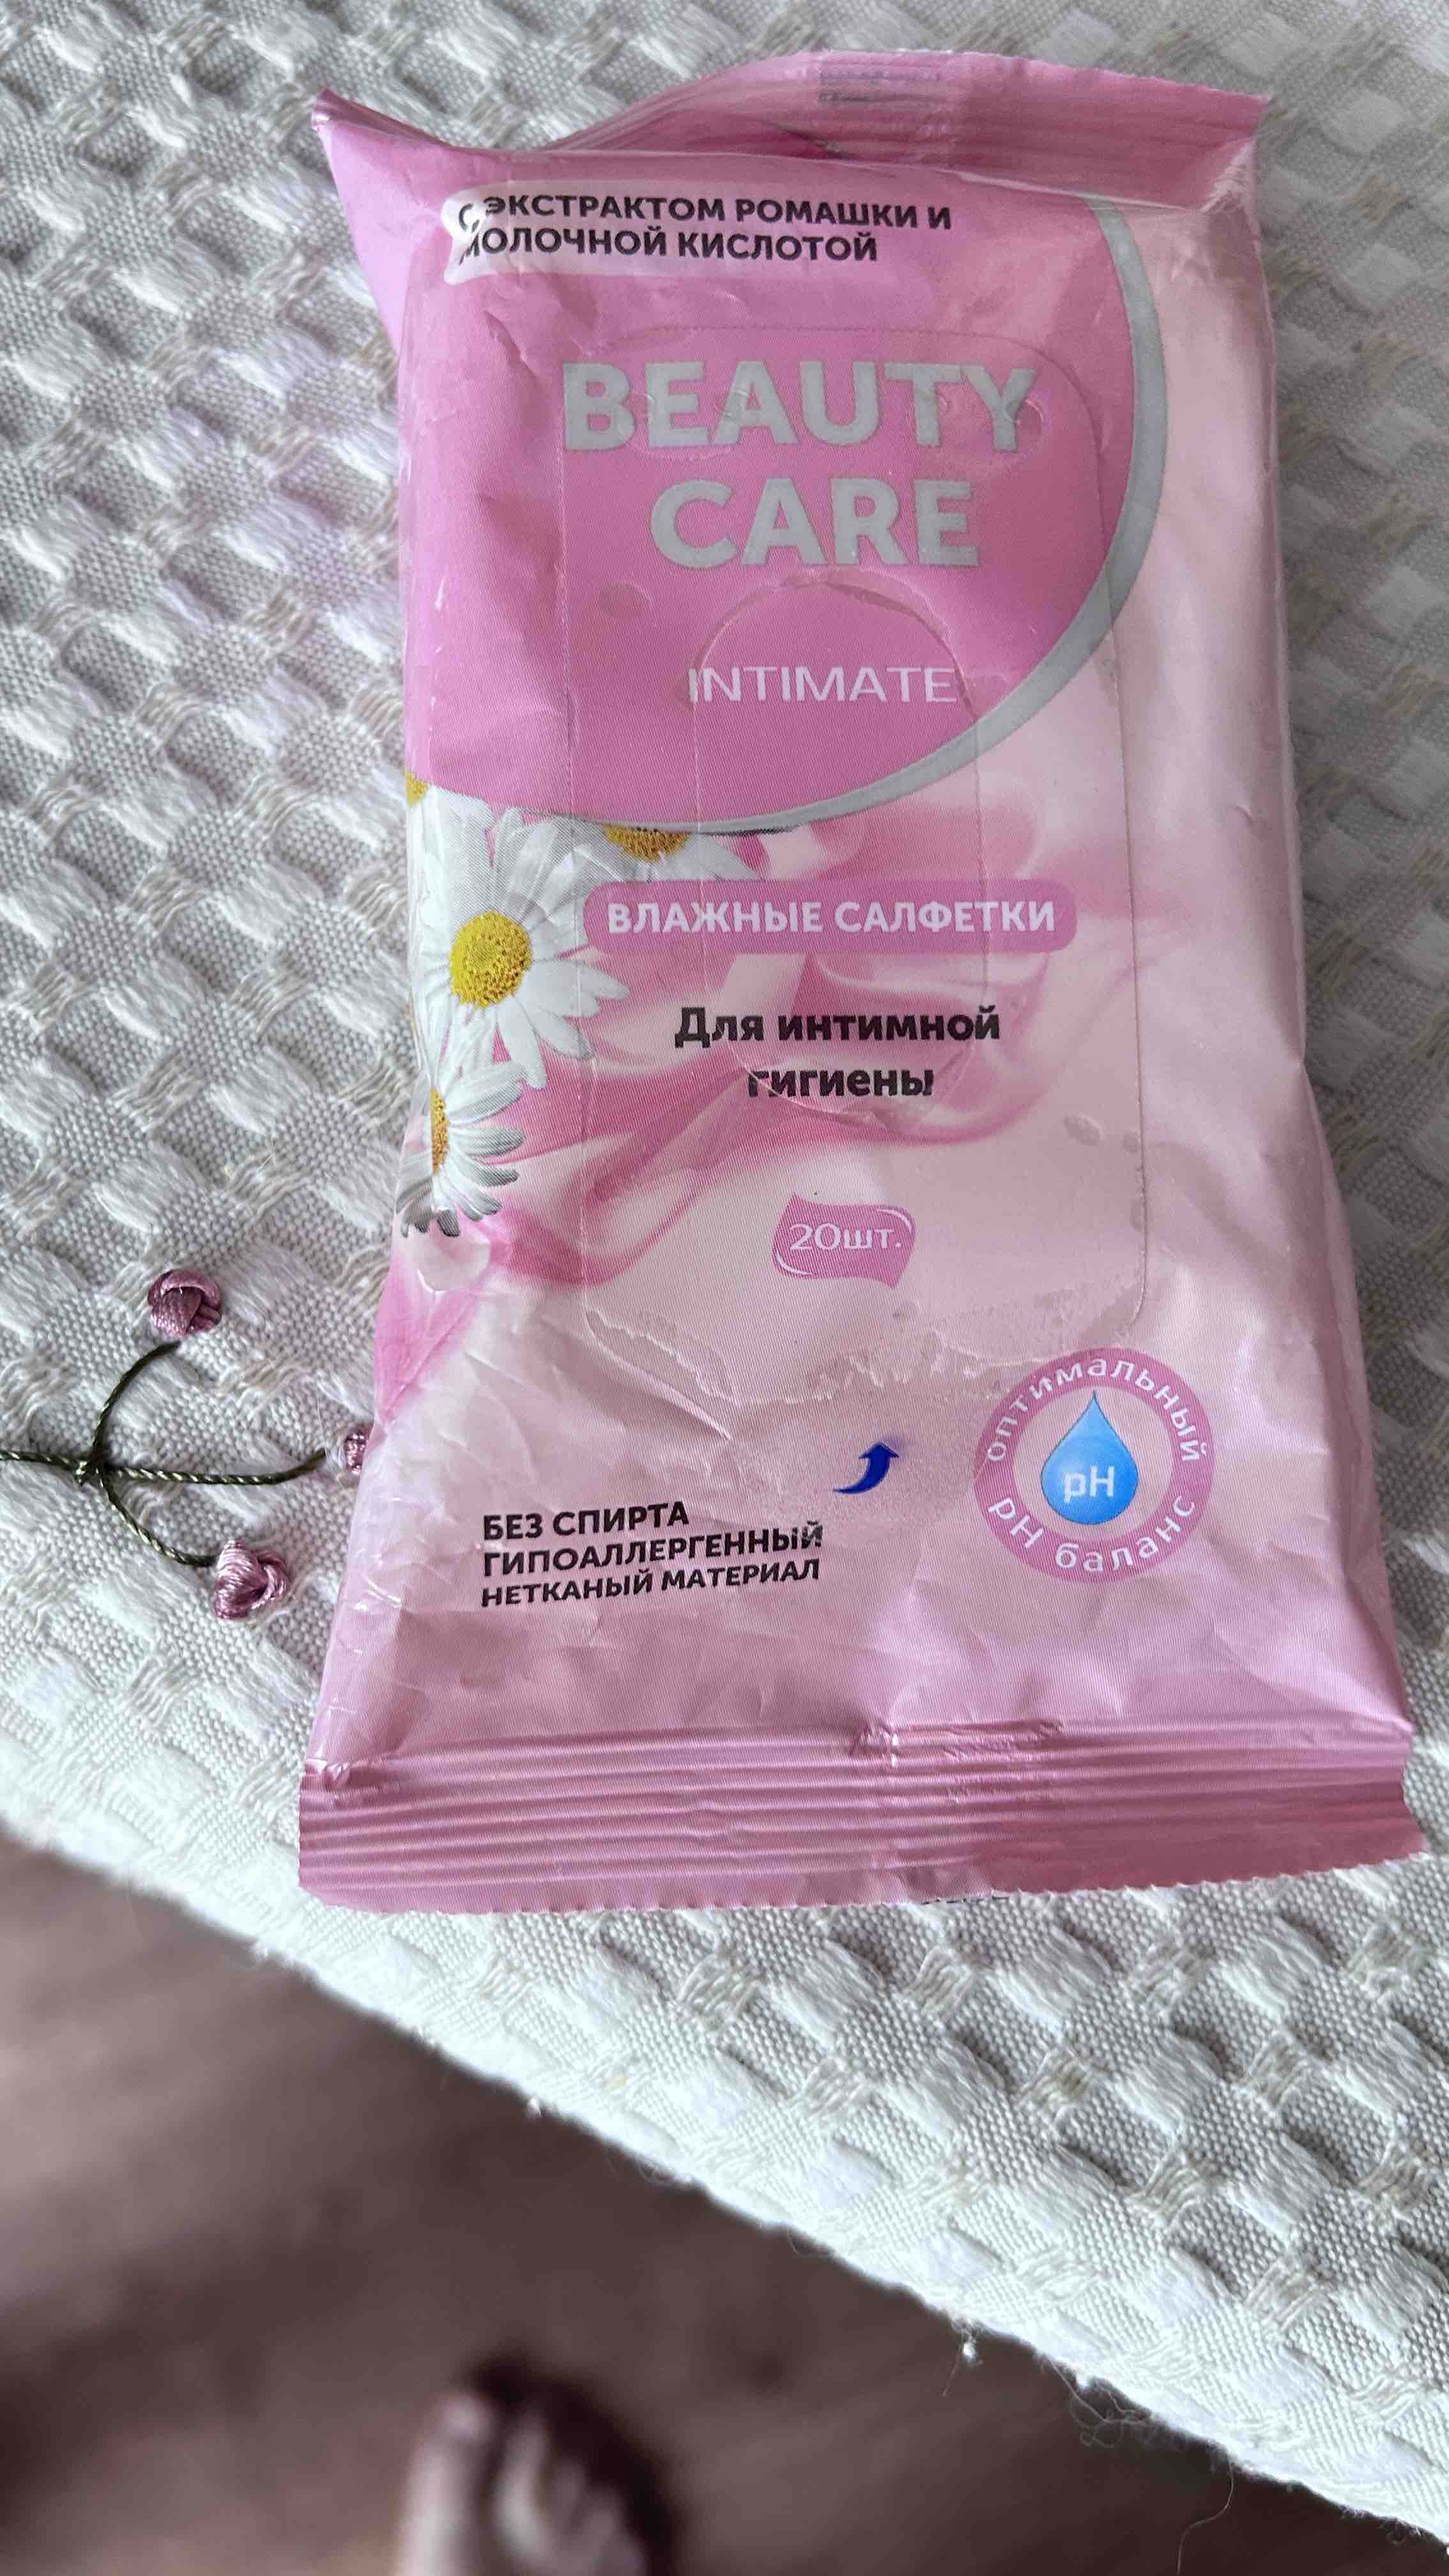 С ЭКСТРАКТОМ РОМАШКИ И
МОЛОЧНОЙ КИСЛОТОЙ
BEAUTY
CARE
INTIMATE
ВЛАЖНЫЕ САЛФЕТКИ
Для интимной
гигиены
20шт.
оптимальный
pH
pH баланс
БЕЗ СПИРТА
ГИПОАЛЛЕРГЕННЫЙ
НЕТКАНЫЙ МАТЕРИАЛ